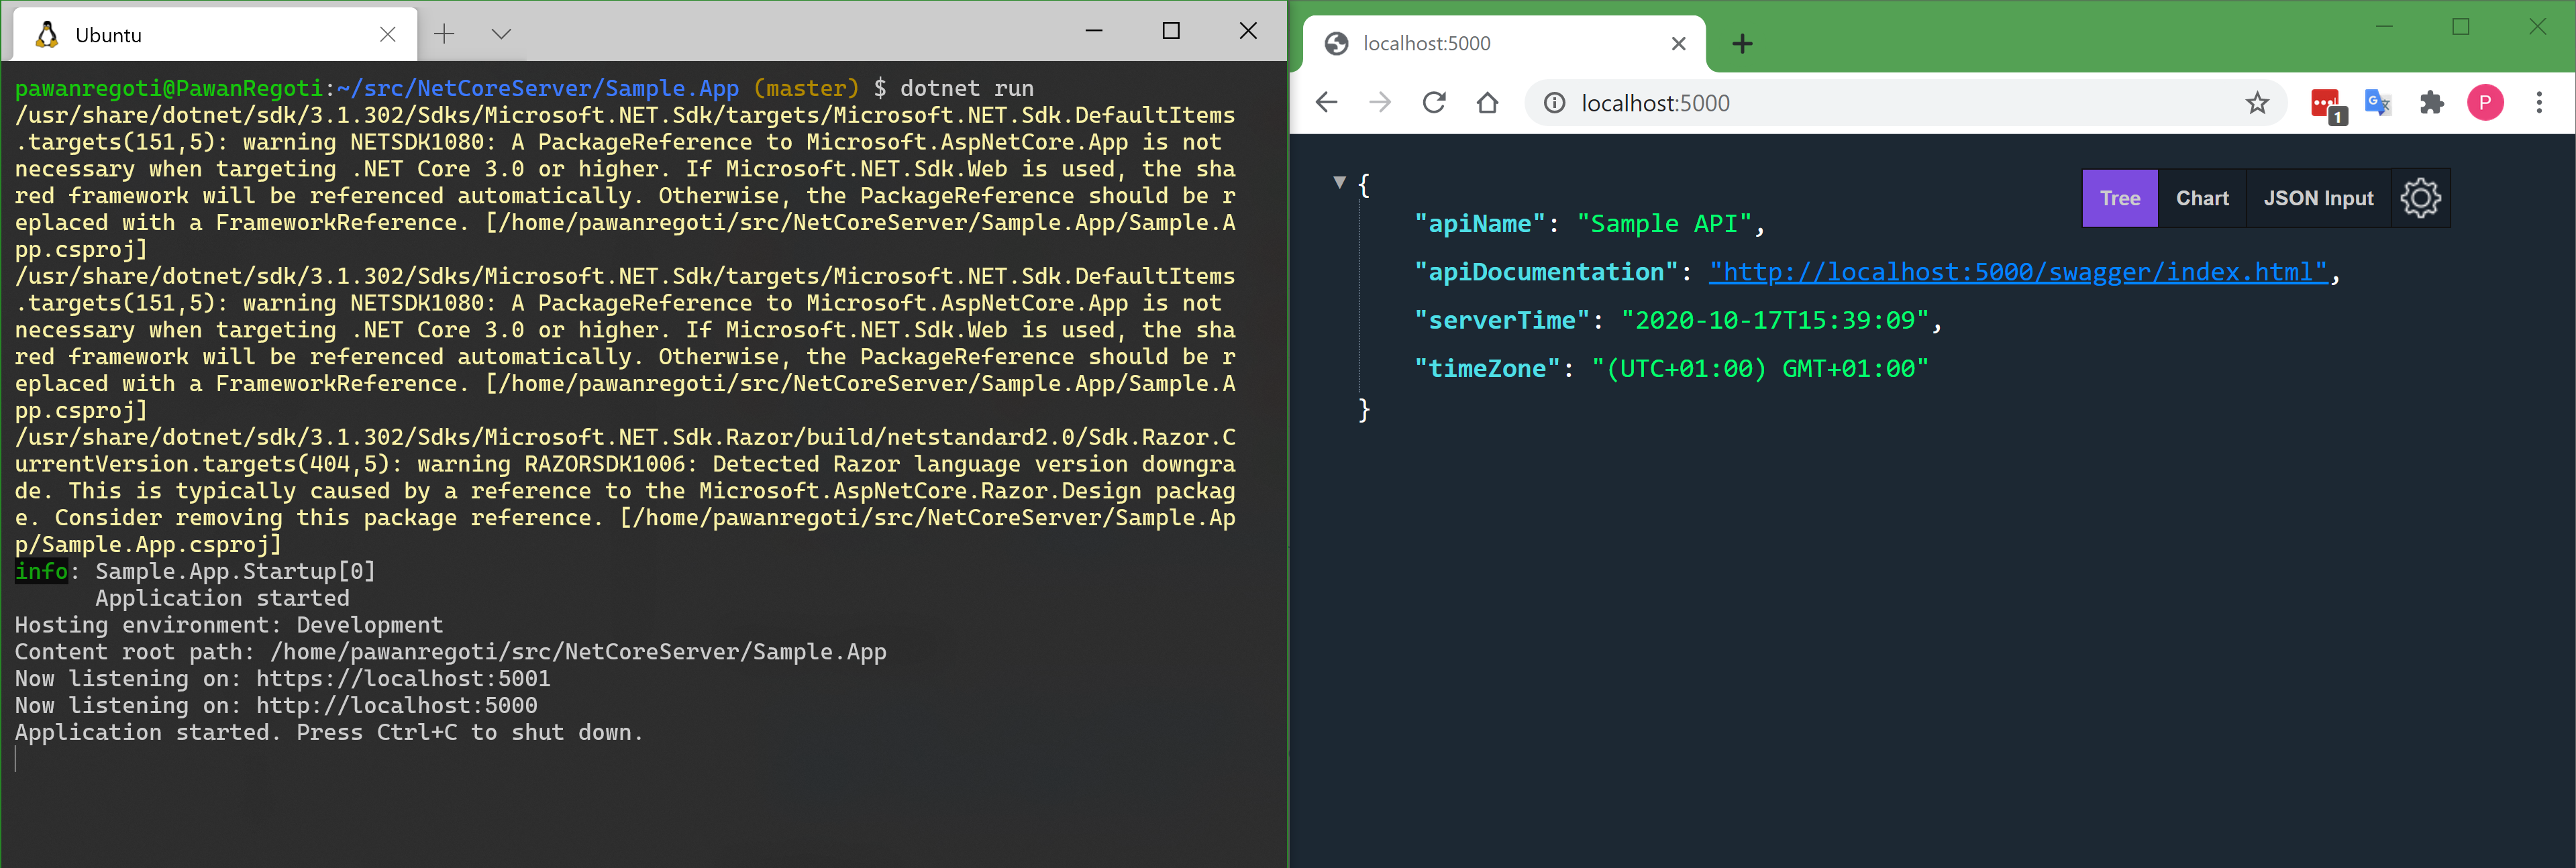 Ubuntu
pawanregoti@PawanRegoti:~/src/NetCoreServer/Sample.App (master) $ dotnet run
/usr/share/dotnet/sdk/3.1.302/Sdks/Microsoft.NET.Sdk/targets/Microsoft.NET.Sdk.DefaultItems
.targets(151,5): warning NETSDK1080: A PackageReference to Microsoft.AspNetCore.App is not
necessary when targeting .NET Core 3.0 or higher. If Microsoft.NET.Sdk.Web is used, the sha
red framework will be referenced automatically. Otherwise, the PackageReference should be r
eplaced with a FrameworkReference. [/home/pawanregoti/src/NetCoreServer/Sample.App/Sample.A
pp.csproj]
/usr/share/dotnet/sdk/3.1.302/Sdks/Microsoft.NET.Sdk/targets/Microsoft.NET.Sdk.DefaultItems
.targets(151,5): warning NETSDK1080: A PackageReference to Microsoft.AspNetCore.App is not
necessary when targeting .NET Core 3.0 or higher. If Microsoft.NET.Sdk.Web is used, the sha
red framework will be referenced automatically. Otherwise, the PackageReference should be r
eplaced with a FrameworkReference. [/home/pawanregoti/src/NetCoreServer/Sample.App/Sample.A
pp.csproj]
/usr/share/dotnet/sdk/3.1.302/Sdks/Microsoft.NET.Sdk.Razor/build/netstandard2.0/Sdk.Razor.C
urrentVersion.targets(404,5): warning RAZORSDK1006: Detected Razor language version downgra
de. This is typically caused by a reference to the Microsoft.AspNetCore.Razor.Design packag
e. Consider removing this package reference. [/home/pawanregoti/src/NetCoreServer/Sample.Ap
p/Sample.App.csproj]
info: Sample.App.Startup[0]
Application started
Hosting environment: Development
Content root path: /home/pawanregoti/src/NetCoreServer/Sample.App
Now listening on: https://localhost:5001
Now listening on: http://localhost:5000
Application started. Press Ctrl+C to shut down.
localhost:5000
localhost:5000
1
P
Tree Chart JSON Input
{
"apiName": "Sample API",
"apiDocumentation": "http://localhost:5000/swagger/index.html",
"serverTime": "2020-10-17T15:39:09",
"timeZone": "(UTC+01:00) GMT+01:00"
}